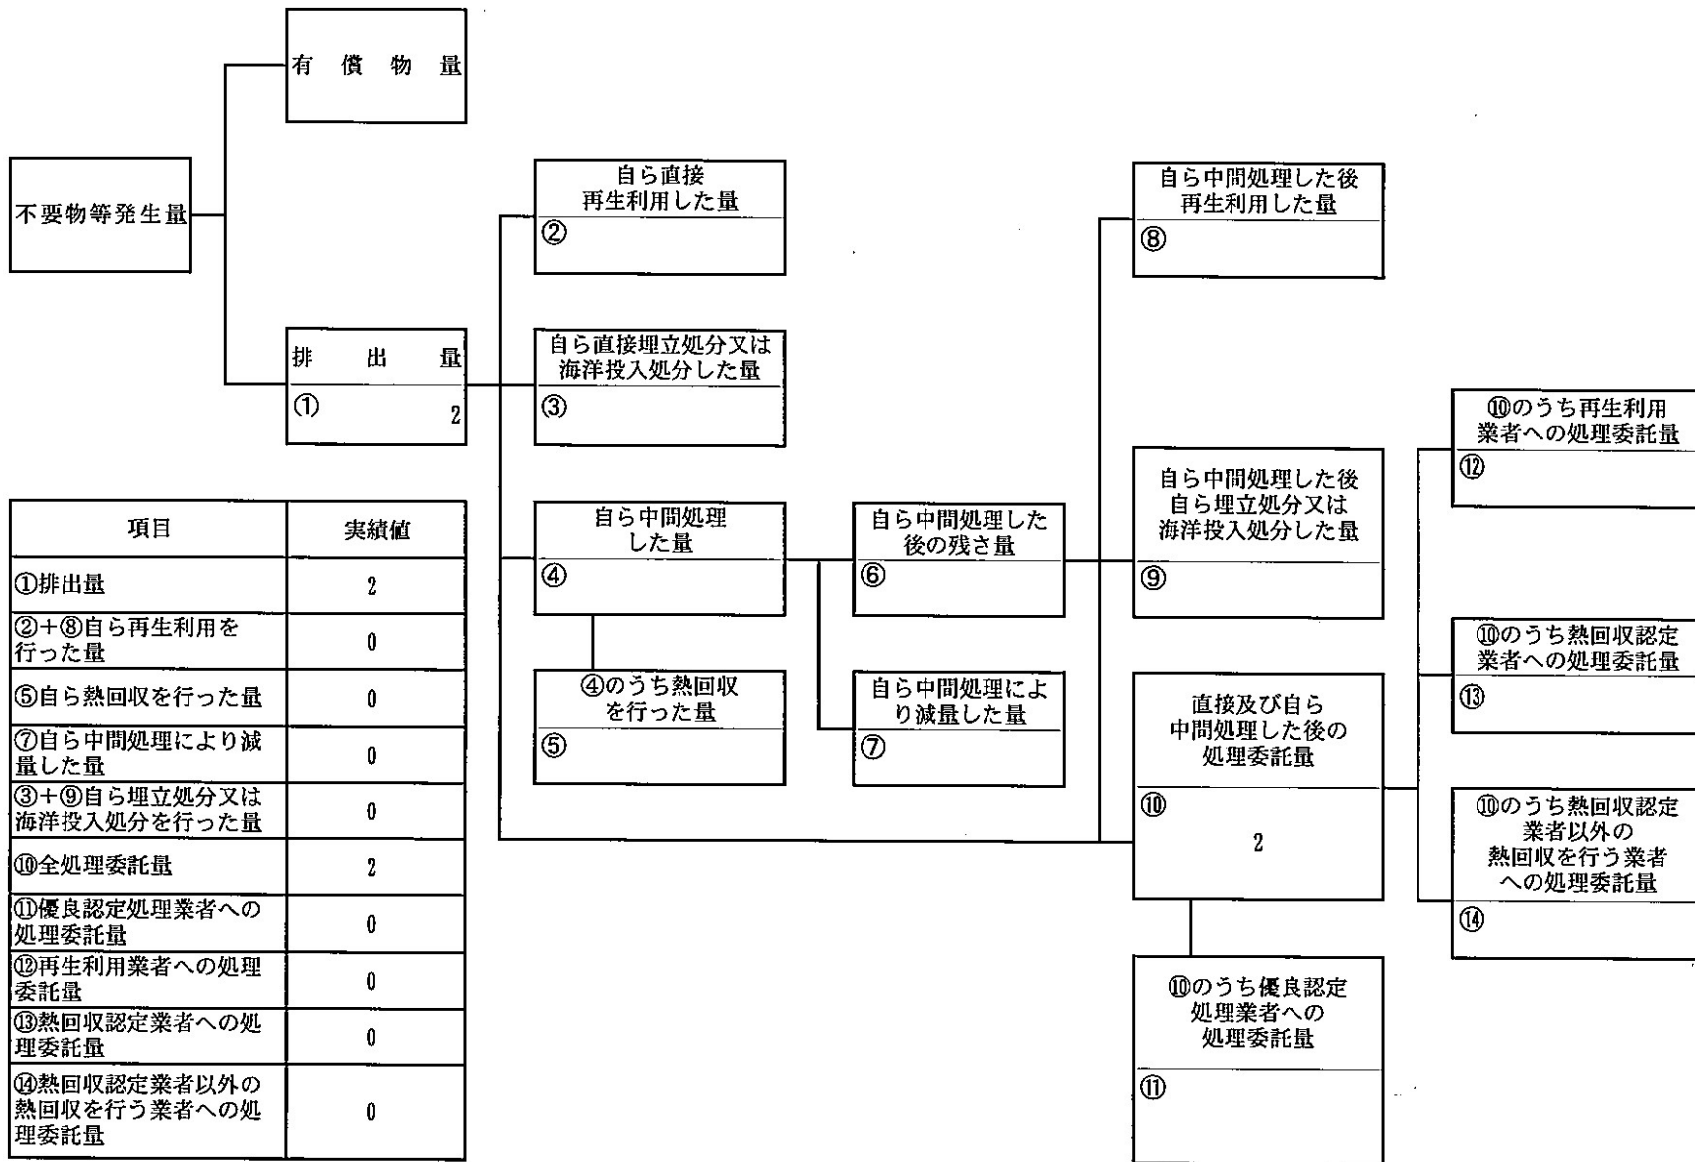 有償物量
不要物等発生量
排出量
①
2
自ら直接
再生利用した量
②
自ら直接埋立処分又は
海洋投入処分した量
③
自ら中間処理
した量
④
④のうち熱回収
を行った量
⑤
自ら中間処理した
後の残さ量
⑥
自ら中間処理によ
り減量した量
⑦
自ら中間処理した後
再生利用した量
⑧
自ら中間処理した後
自ら埋立処分又は
海洋投入処分した量
⑨
直接及び自ら
中間処理した後の
処理委託量
⑩
2
⑩のうち優良認定
処理業者への
処理委託量
⑪
⑩のうち再生利用
業者への処理委託量
⑫
⑩のうち熱回収認定
業者への処理委託量
⑬
⑩のうち熱回収認定
業者以外の
熱回収を行う業者
への処理委託量
⑭
項目 実績値
①排出量 2
②+⑧自ら再生利用を
行った量 0
⑤自ら熱回収を行った量 0
⑦自ら中間処理により減
量した量 0
③+⑨自ら埋立処分又は
海洋投入処分を行った量 0
⑩全処理委託量 2
⑪優良認定処理業者への
処理委託量 0
⑫再生利用業者への処理
委託量 0
⑬熱回収認定業者への処
理委託量 0
⑭熱回収認定業者以外の
熱回収を行う業者への処
理委託量 0